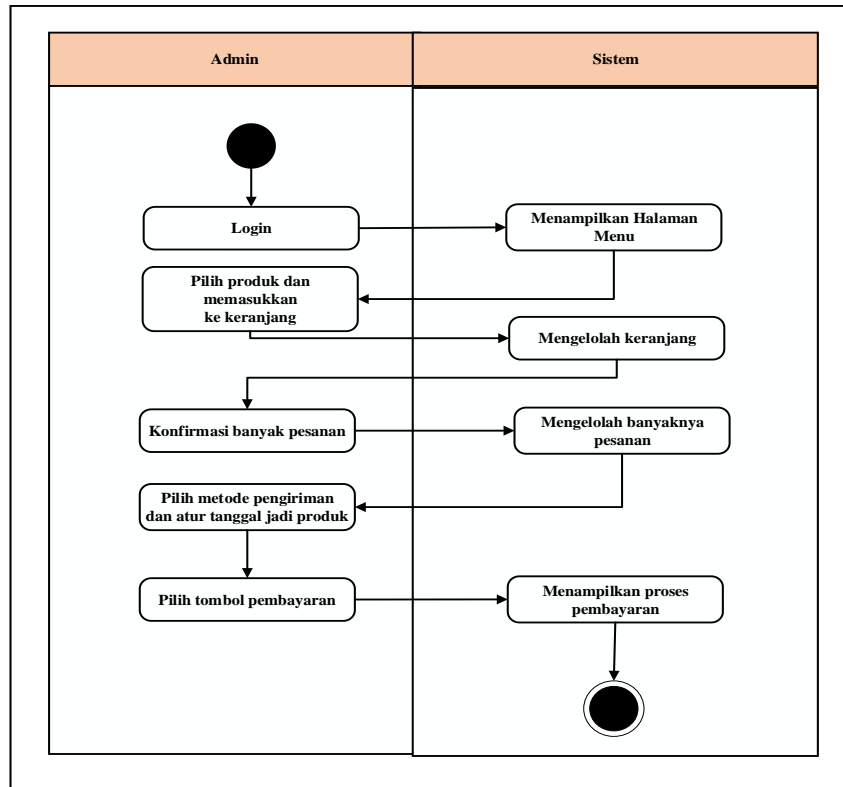 Admin
Sistem
Login
Menampilkan Halaman
Menu
Pilih produk dan
memasukkan
ke keranjang
Mengelolah keranjang
Konfirmasi banyak pesanan
Mengelolah banyaknya
pesanan
Pilih metode pengiriman
dan atur tanggal jadi produk
Pilih tombol pembayaran
Menampilkan proses
pembayaran